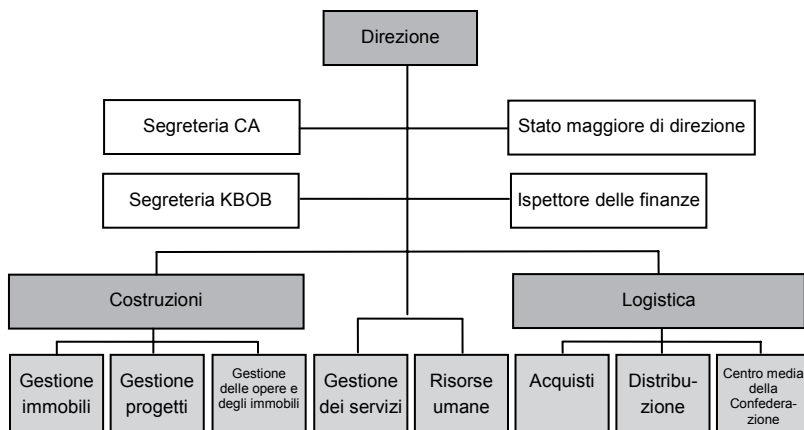 Direzione
Segreteria CA
Stato maggiore di direzione
Segreteria KBOB
Ispettore delle finanze
Costruzioni
Logistica
Gestione
immobili
Gestione
progetti
Gestione
delle opere e
degli immobili
Gestione
dei servizi
Risorse
umane
Acquisti
Distribu-
zione
Centro media
della
Confedera-
zione